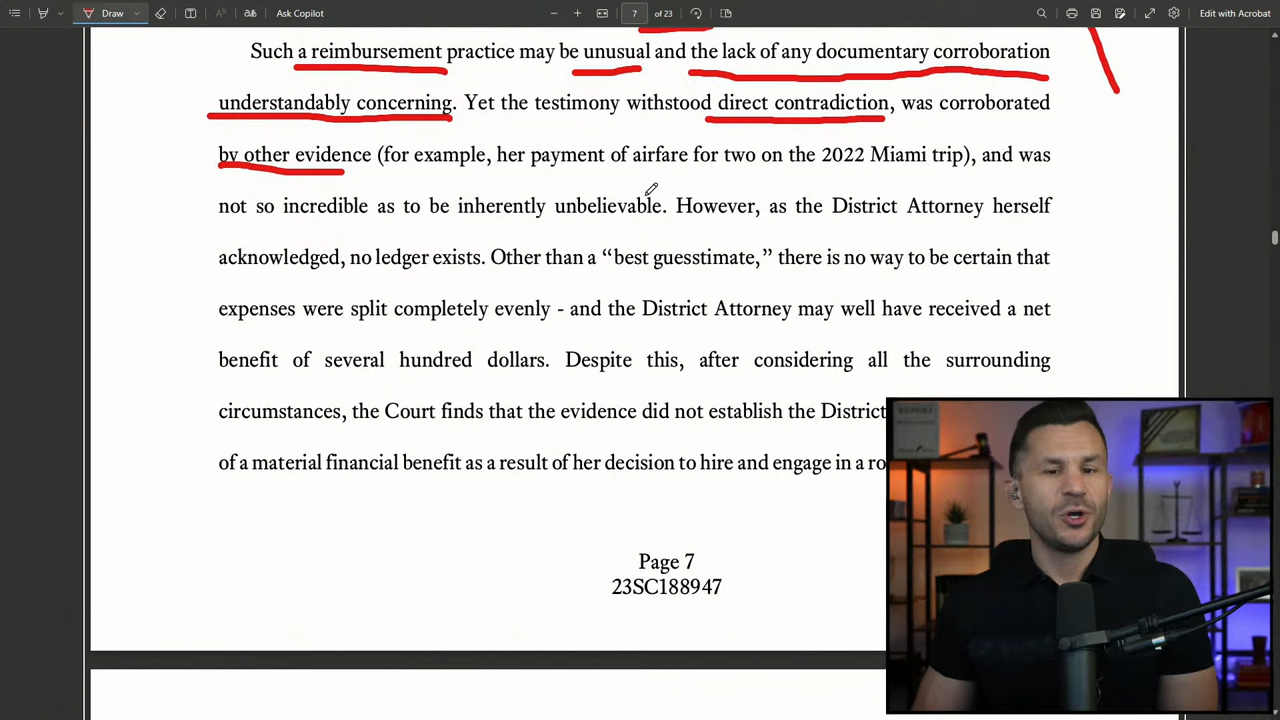 Draw
Ask Copilot
7 of 23
Edit with Acrobat
Such a reimbursement practice may be unusual and the lack of any documentary corroboration
understandably concerning. Yet the testimony withstood direct contradiction, was corroborated
by other evidence (for example, her payment of airfare for two on the 2022 Miami trip), and was
not so incredible as to be inherently unbelievable. However, as the District Attorney herself
acknowledged, no ledger exists. Other than a “best guesstimate,” there is no way to be certain that
expenses were split completely evenly - and the District Attorney may well have received a net
benefit of several hundred dollars. Despite this, after considering all the surrounding
circumstances, the Court finds that the evidence did not establish the District
of a material financial benefit as a result of her decision to hire and engage in a ro
Page 7
23SC188947
REPORT